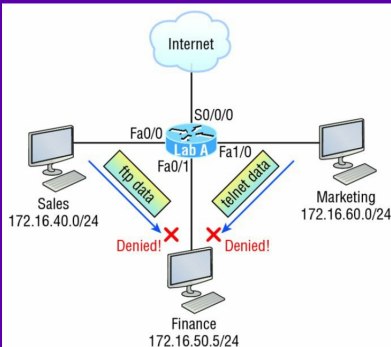 Internet
S0/0/0
Fa0/0
Lab A
Fa1/0
Fa0/1
ftp data
telnet data
Sales
172.16.40.0/24
Marketing
172.16.60.0/24
Denied!
Denied!
Finance
172.16.50.5/24